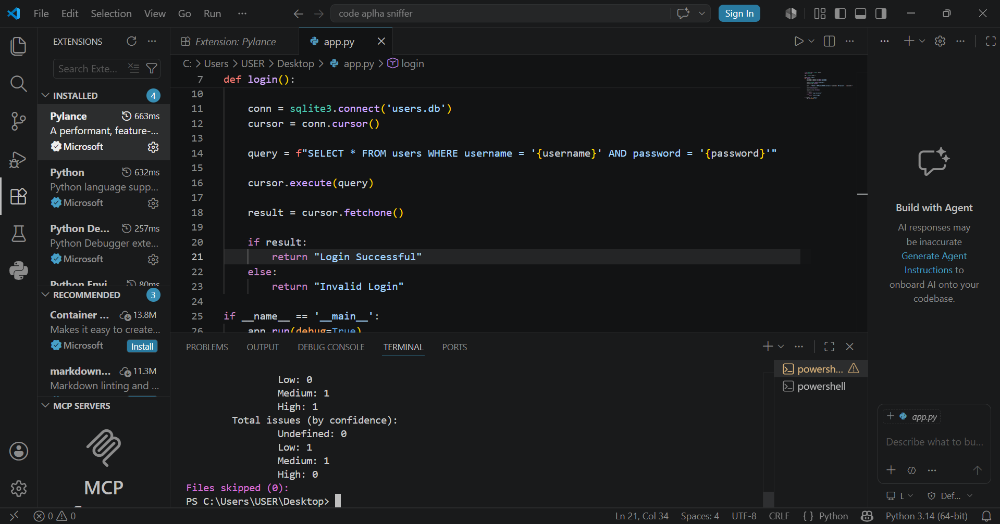 File Edit Selection View Go Run ···
code aplha sniffer
Sign In
EXTENSIONS
Search Exte...
INSTALLED 4
Pylance 663ms
A performant, feature-...
Microsoft
Python 632ms
Python language supp...
Microsoft
Python De... 257ms
Python Debugger exte...
Microsoft
Python Envi... 80ms
RECOMMENDED 3
Container ... 13.8M
Makes it easy to create...
Microsoft Install
markdown... 11.3M
Markdown linting and ...
MCP SERVERS
MCP
Extension: Pylance
app.py
C: > Users > USER > Desktop > app.py > login
7 def login():
10
11 conn = sqlite3.connect('users.db')
12 cursor = conn.cursor()
13
14 query = f"SELECT * FROM users WHERE username = '{username}' AND password = '{password}'"
15
16 cursor.execute(query)
17
18 result = cursor.fetchone()
19
20 if result:
21 return "Login Successful"
22 else:
23 return "Invalid Login"
24
25 if __name__ == '__main__':
26 app.run(debug=True)
PROBLEMS OUTPUT DEBUG CONSOLE TERMINAL PORTS
Low: 0
Medium: 1
High: 1
Total issues (by confidence):
Undefined: 0
Low: 1
Medium: 1
High: 0
Files skipped (0):
PS C:\Users\USER\Desktop>
powersh...
powershell
Build with Agent
AI responses may
be inaccurate
Generate Agent
Instructions to
onboard AI onto your
codebase.
app.py
Describe what to bu...
L
Def...
0 0
Ln 21, Col 34 Spaces: 4 UTF-8 CRLF { } Python Python 3.14 (64-bit)